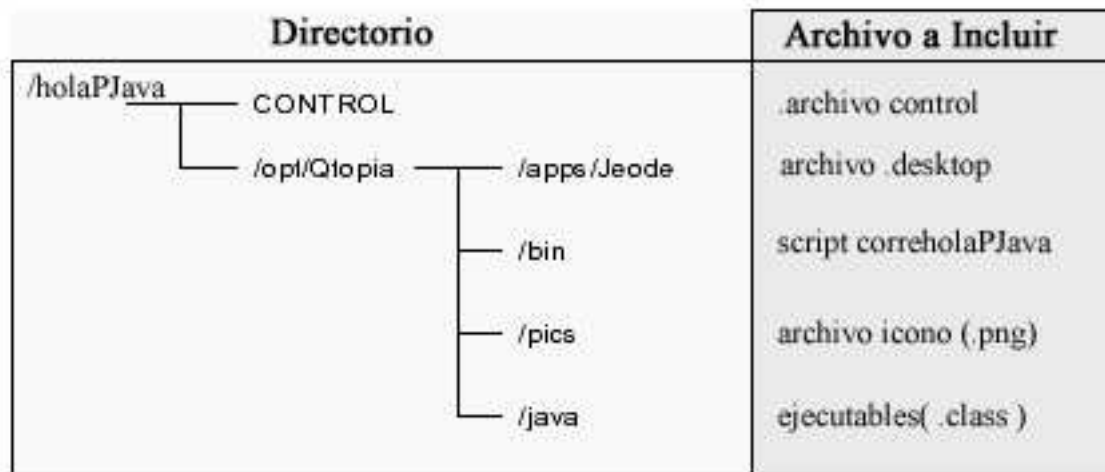 Directorio Archivo a Incluir
/holaPJava CONTROL .archivo control
/opt/Qtopia /apps/Jeode archivo .desktop
/bin script correholaPJava
/pics archivo icono (.png)
/java ejecutables( .class )